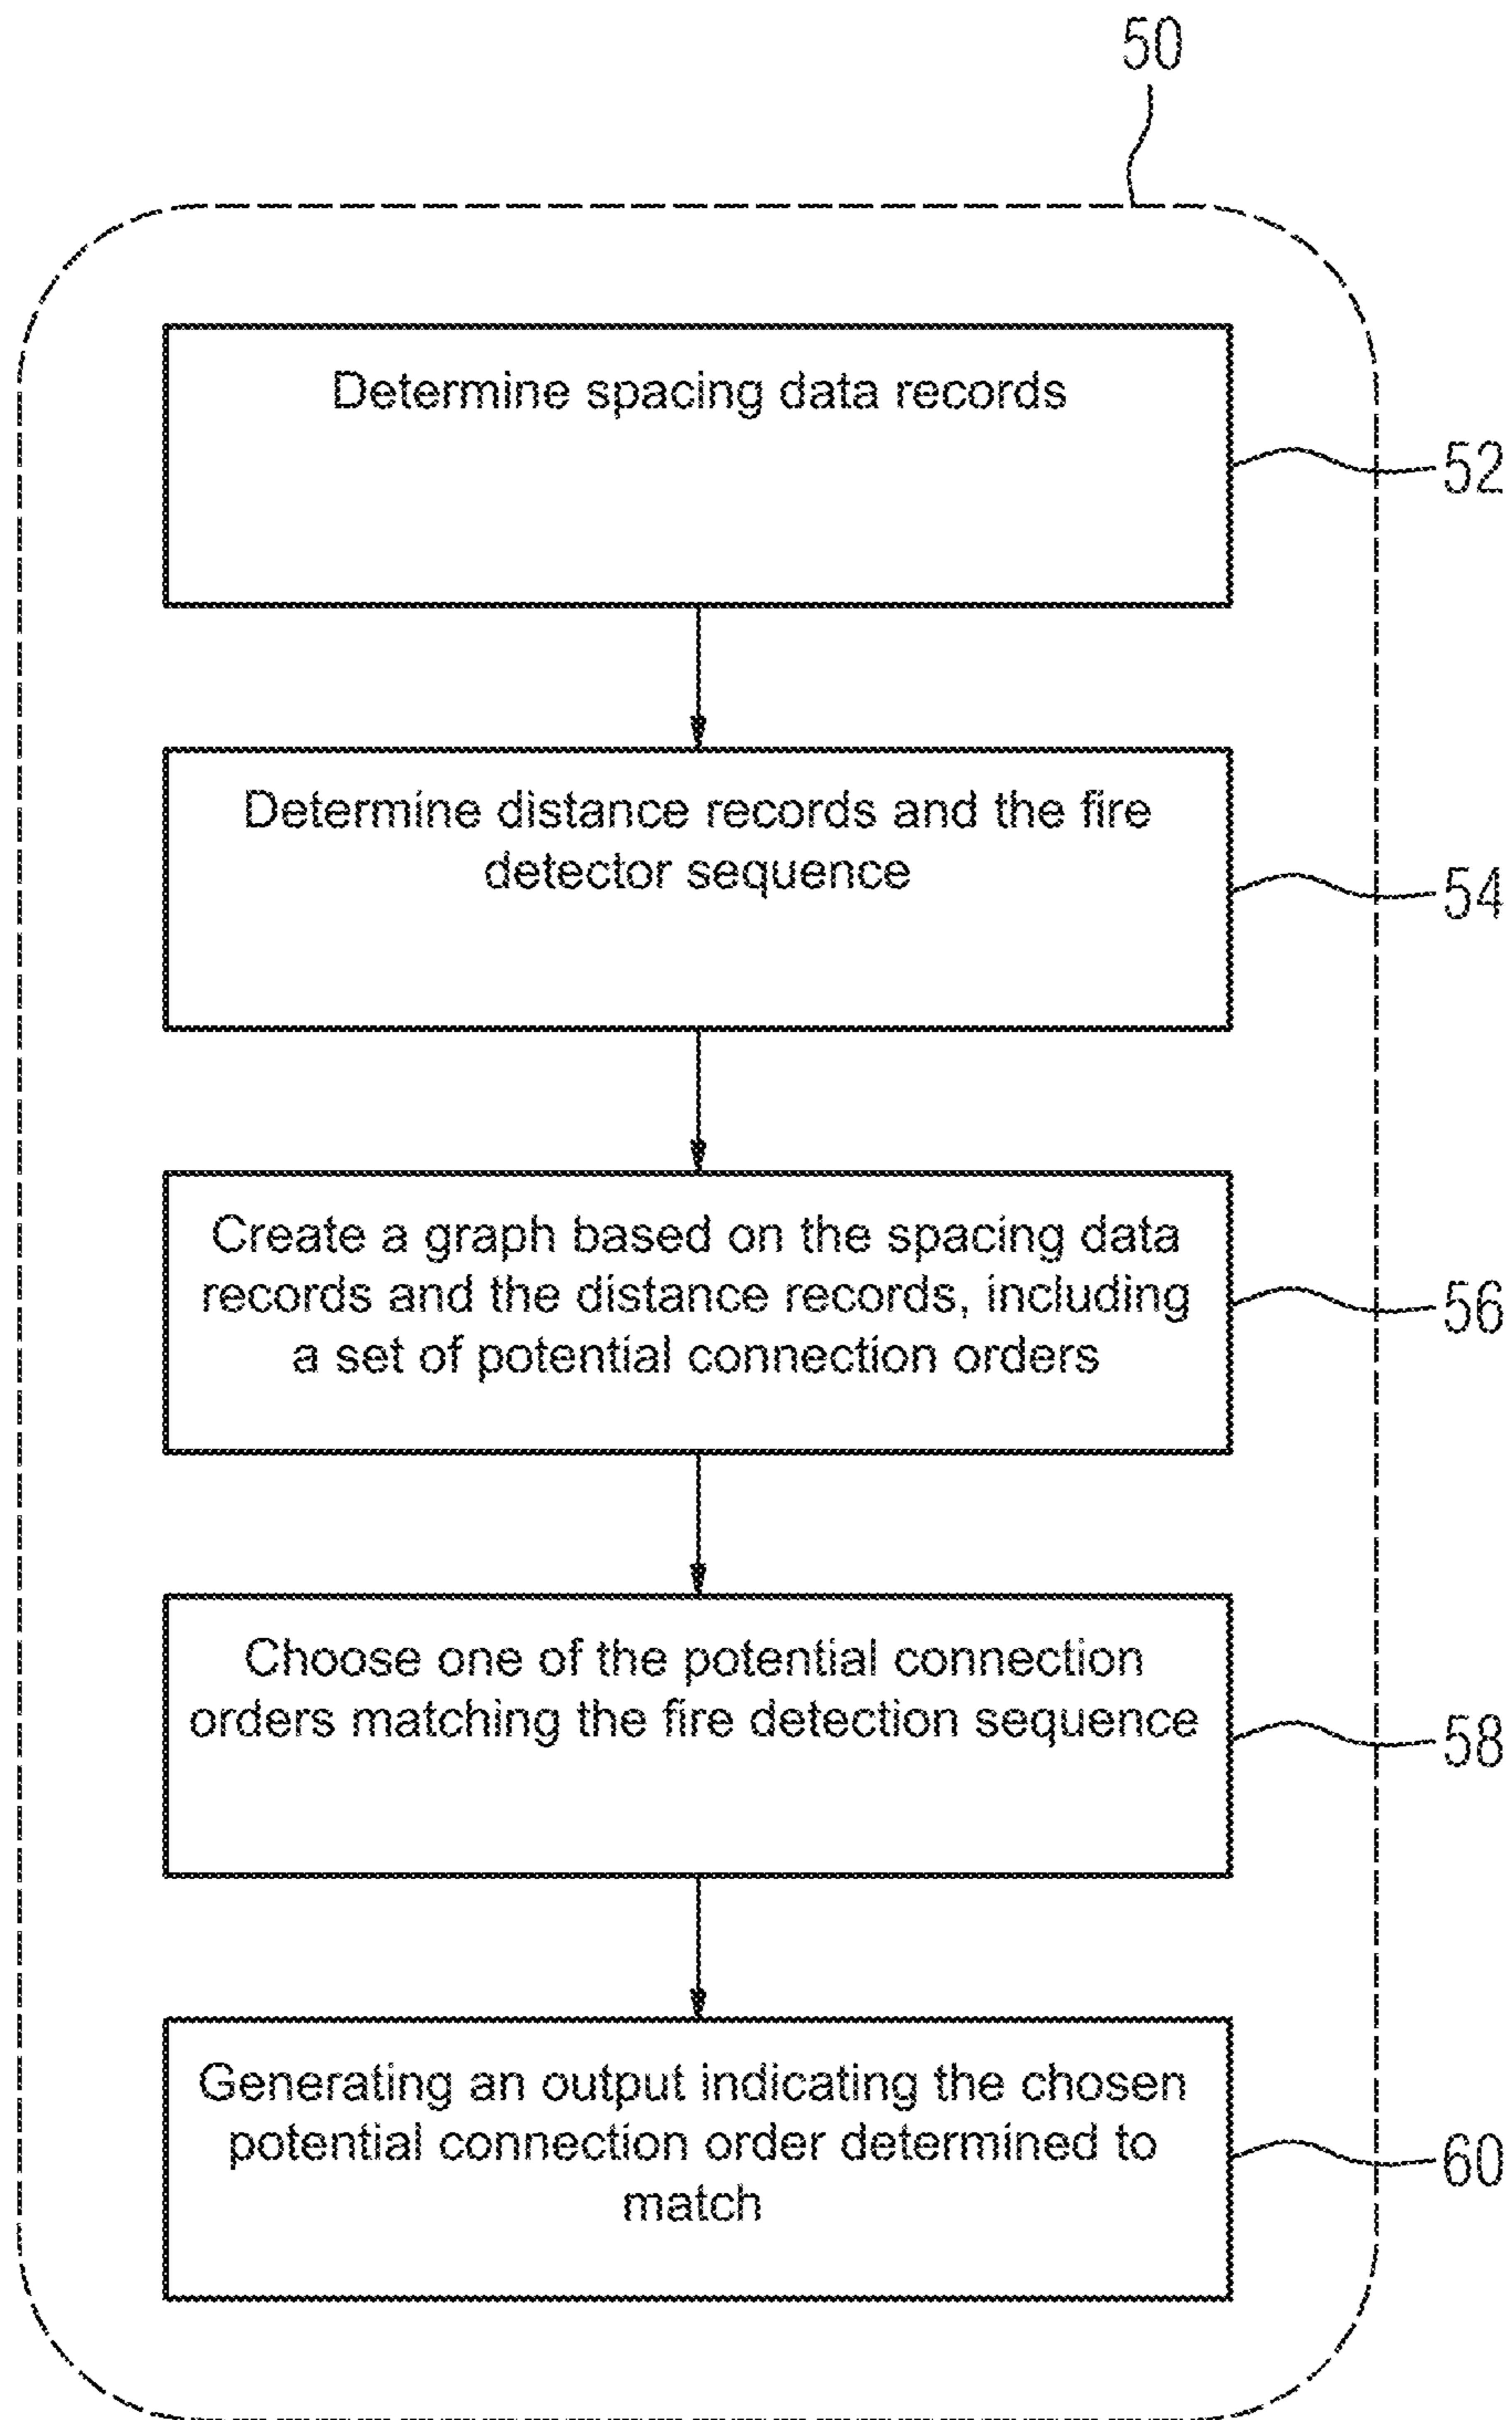 50
Determine spacing data records
52
Determine distance records and the fire
detector sequence
54
Create a graph based on the spacing data
records and the distance records, including
a set of potential connection orders
56
Choose one of the potential connection
orders matching the fire detection sequence
58
Generating an output indicating the chosen
potential connection order determined to
match
60